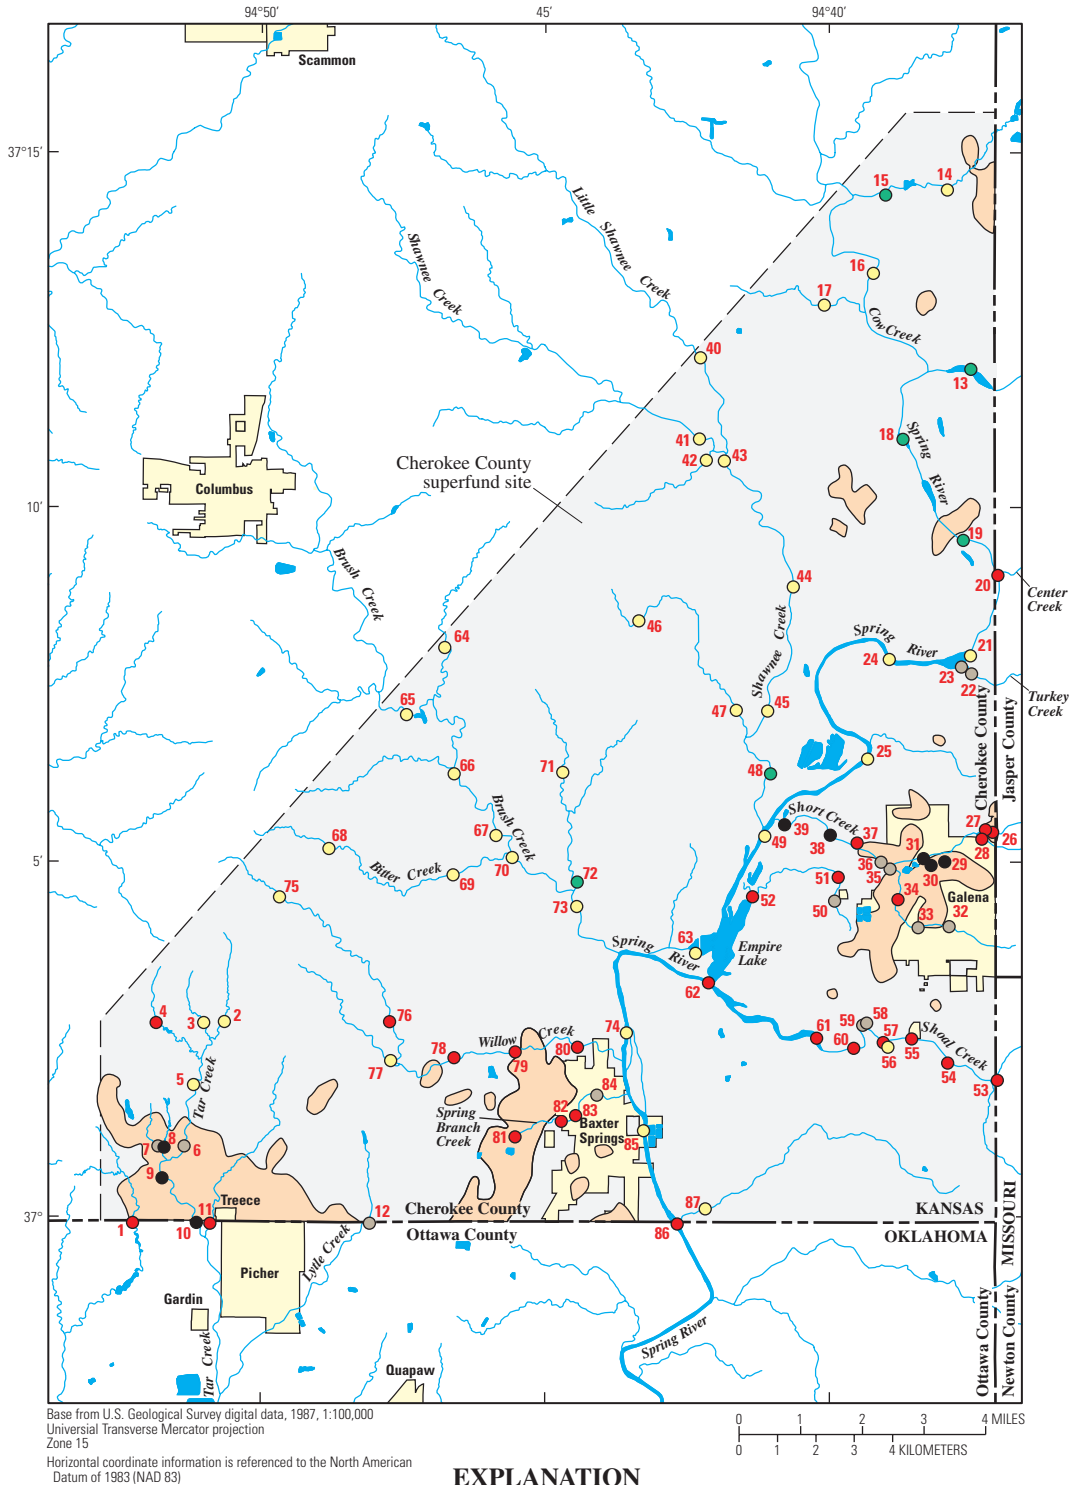 94°50' 45' 94°40'
Scammon
37°15'
15 14
Little Shawnee Creek
Shawnee Creek
16
17
Cow Creek
40
13
41 42 43
18
Spring River
Cherokee County
superfund site
Columbus
10'
19
20
Center
Creek
Brush Creek
44
46
64
Spring River
21
24
23
22
Shawnee Creek
Turkey
Creek
65
47 45
Cherokee County
Jasper County
25
66
71
48
Short Creek
Brush Creek
67
68
39
38
37
49
27
26
28
31
29
30
36
35
70
Bitter Creek
69
72
73
75
51
50
52
34
Galena
33 32
63
Empire
Lake
Spring River
62
4 3 2
76
74
59 58
61
60
57
56
55
Shoal Creek
54
53
78
Willow Creek
79
80
77
5
Tar Creek
84
82 83
Spring
Branch
Creek
81
Baxter
Springs
85
7 8 6
9
Treece
1 10 11
12
87
86
Cherokee County
Ottawa County
KANSAS
OKLAHOMA
MISSOURI
Lytle Creek
Picher
Gardin
Tar Creek
Quapaw
Spring River
Ottawa County
Newton County
37°
5'
Base from U.S. Geological Survey digital data, 1987, 1:100,000
Universial Transverse Mercator projection
Zone 15
Horizontal coordinate information is referenced to the North American
Datum of 1983 (NAD 83)
0 1 2 3 4 MILES
0 1 2 3 4 KILOMETERS
EXPLANATION